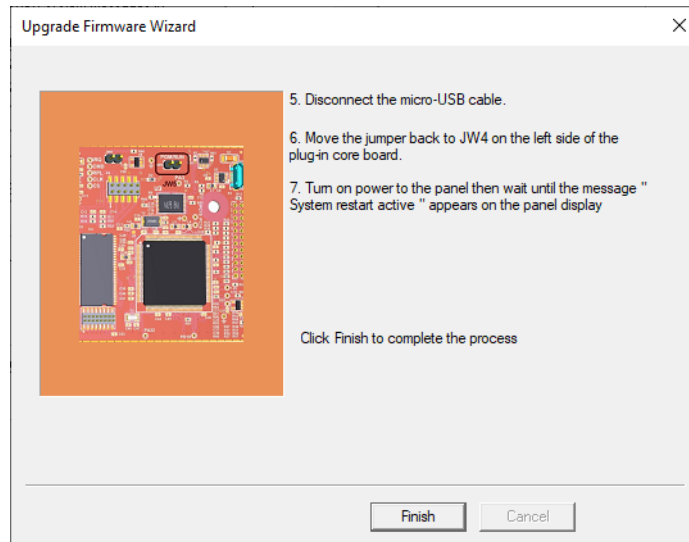 Upgrade Firmware Wizard
5. Disconnect the micro-USB cable.
6. Move the jumper back to JW4 on the left side of the
plug-in core board.
7. Turn on power to the panel then wait until the message "
System restart active " appears on the panel display
Click Finish to complete the process
Finish
Cancel